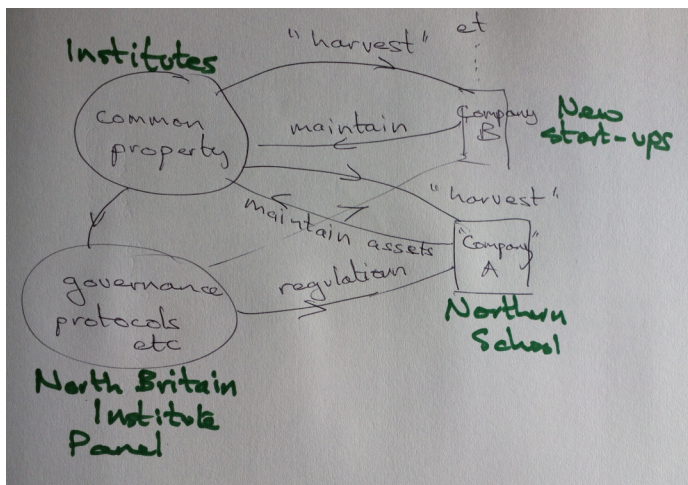 Institutes
"harvest"
et
common
property
maintain
Company
B
New
start-ups
"harvest"
maintain assets
"Company"
A
governance
protocols
etc
regulation
Northern
School
North Britain
Institute
Panel